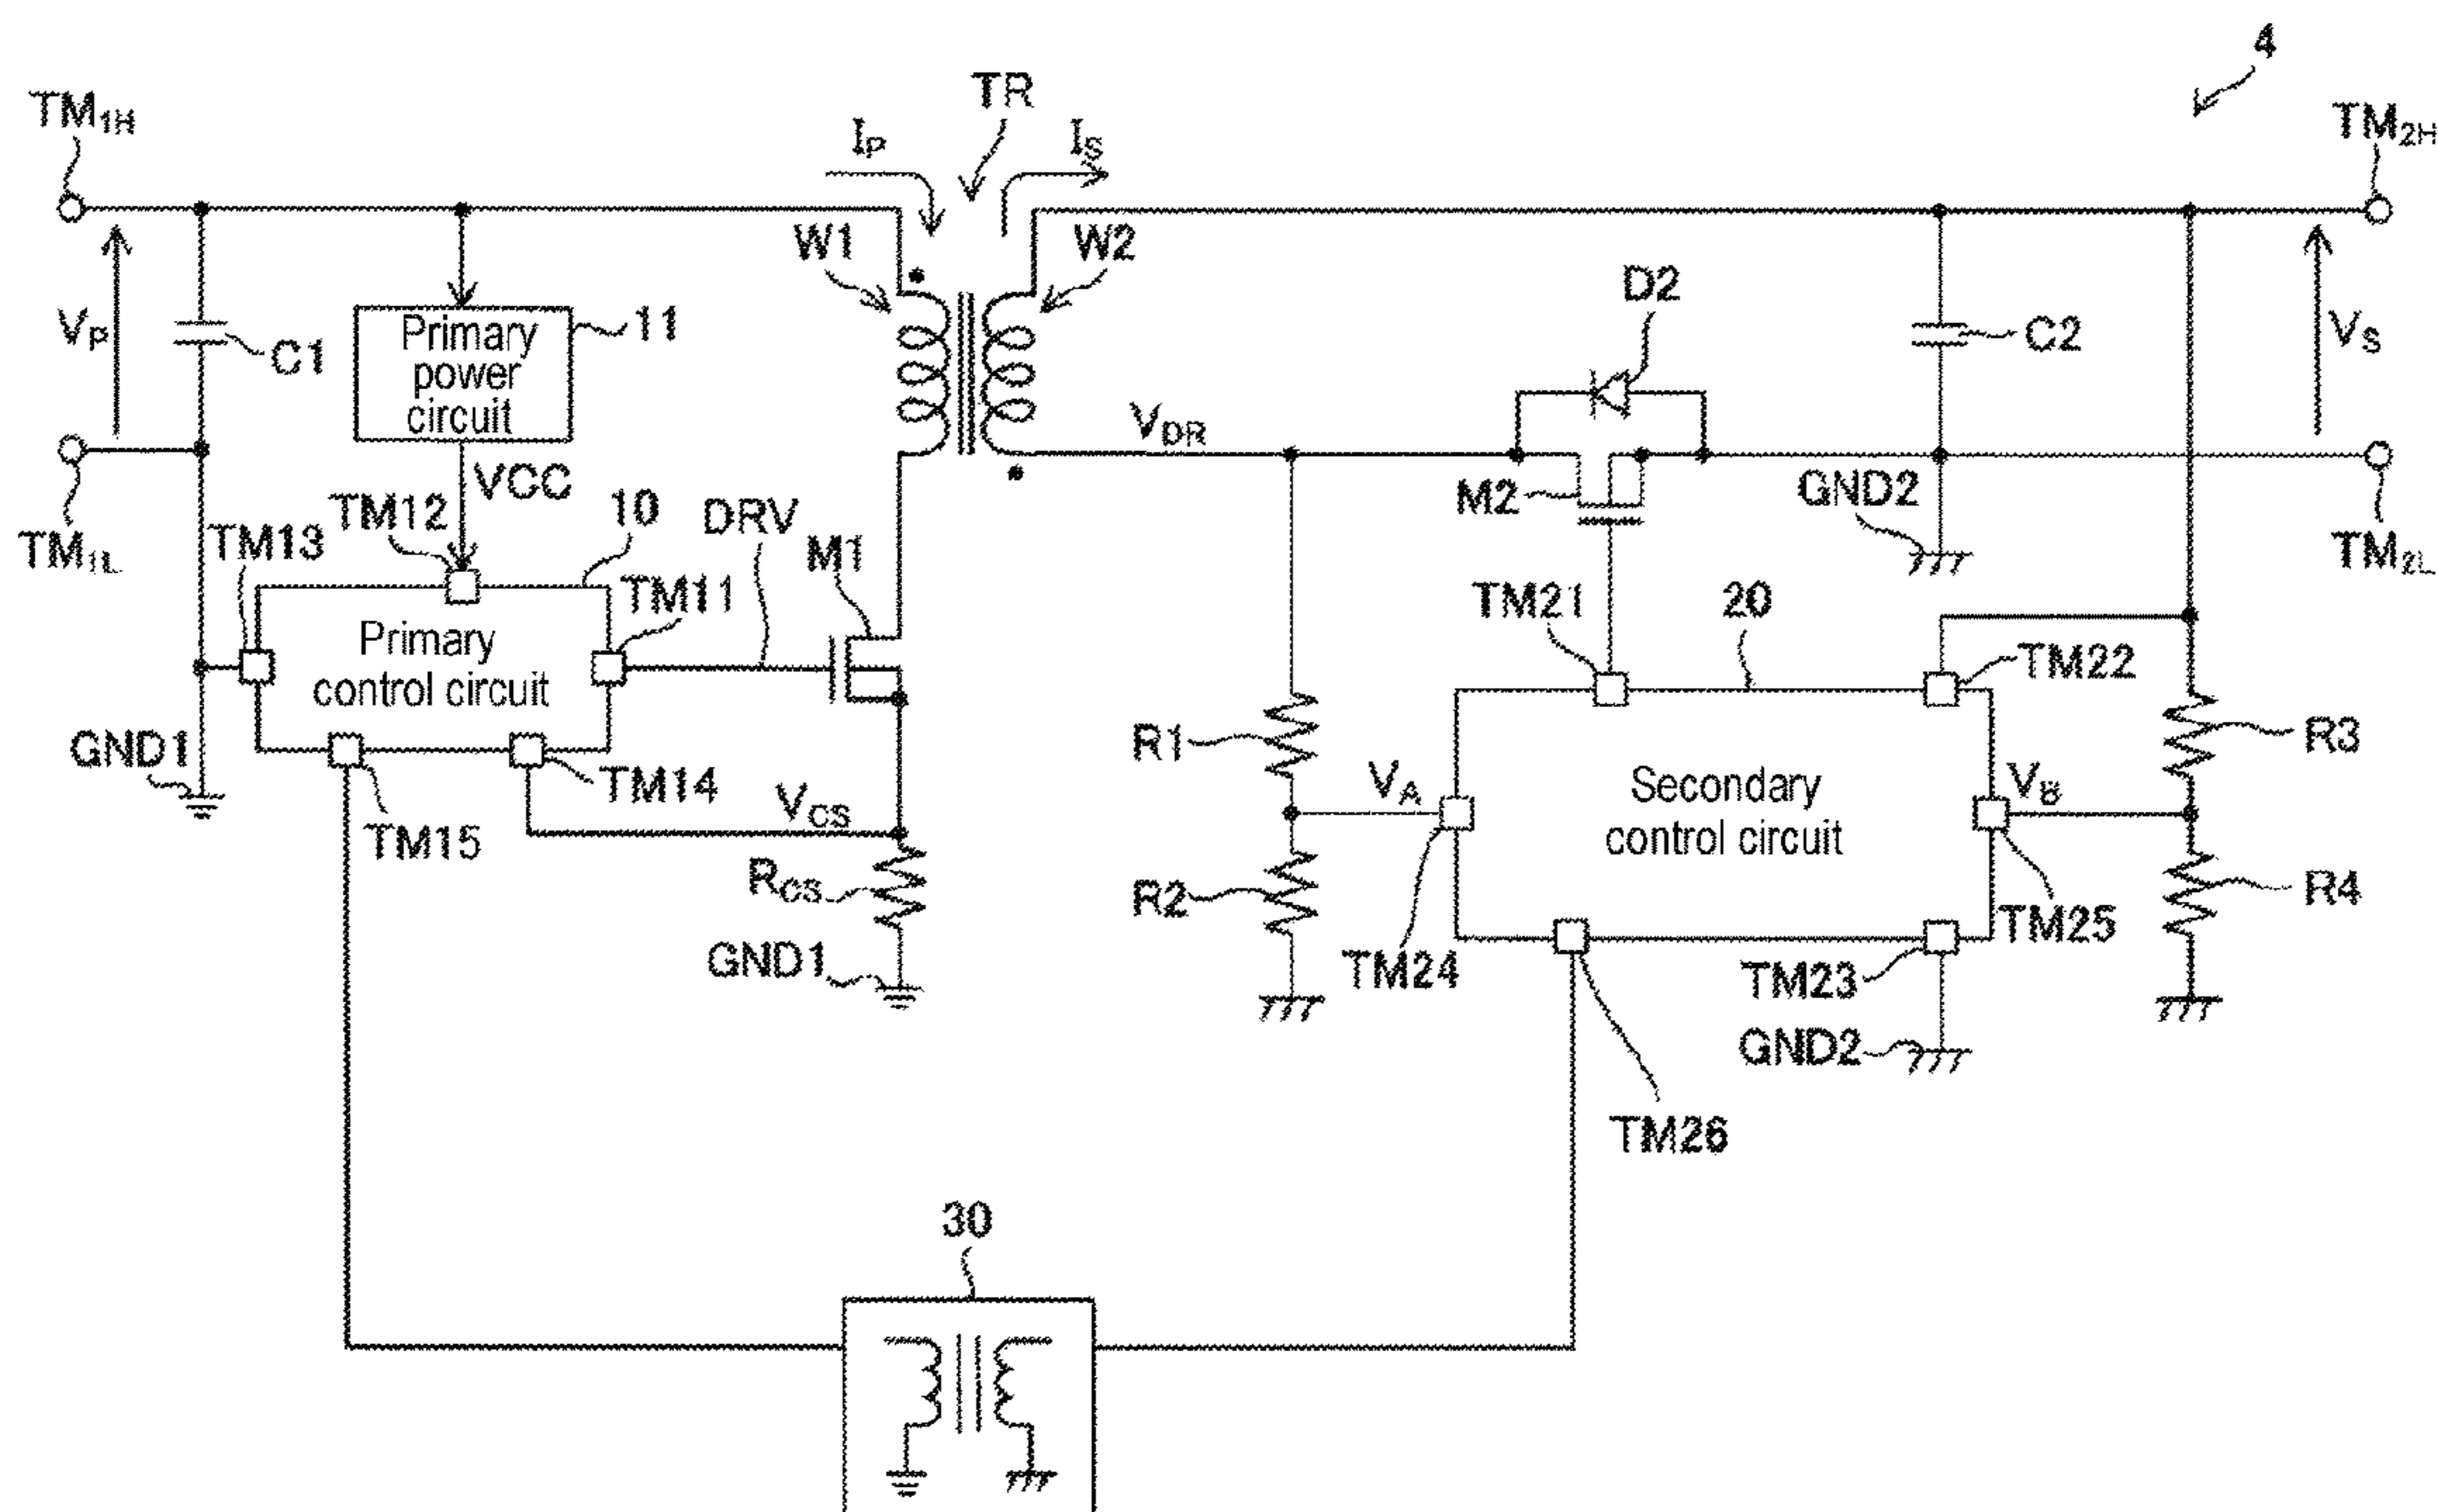 4
TR
TM1H
IP
IS
TM2H
W1
W2
D2
VP
C1
Primary
power
circuit
11
C2
VS
VDR
VCC
M2
GND2
TM1L
TM13
TM12
10
DRV
M1
TM11
TM2L
TM21
20
TM22
Primary
control circuit
GND1
TM14
TM15
VCS
R1
VA
Secondary
control circuit
VB
R3
RCS
R2
R4
GND1
TM24
TM23
TM25
GND2
TM26
30